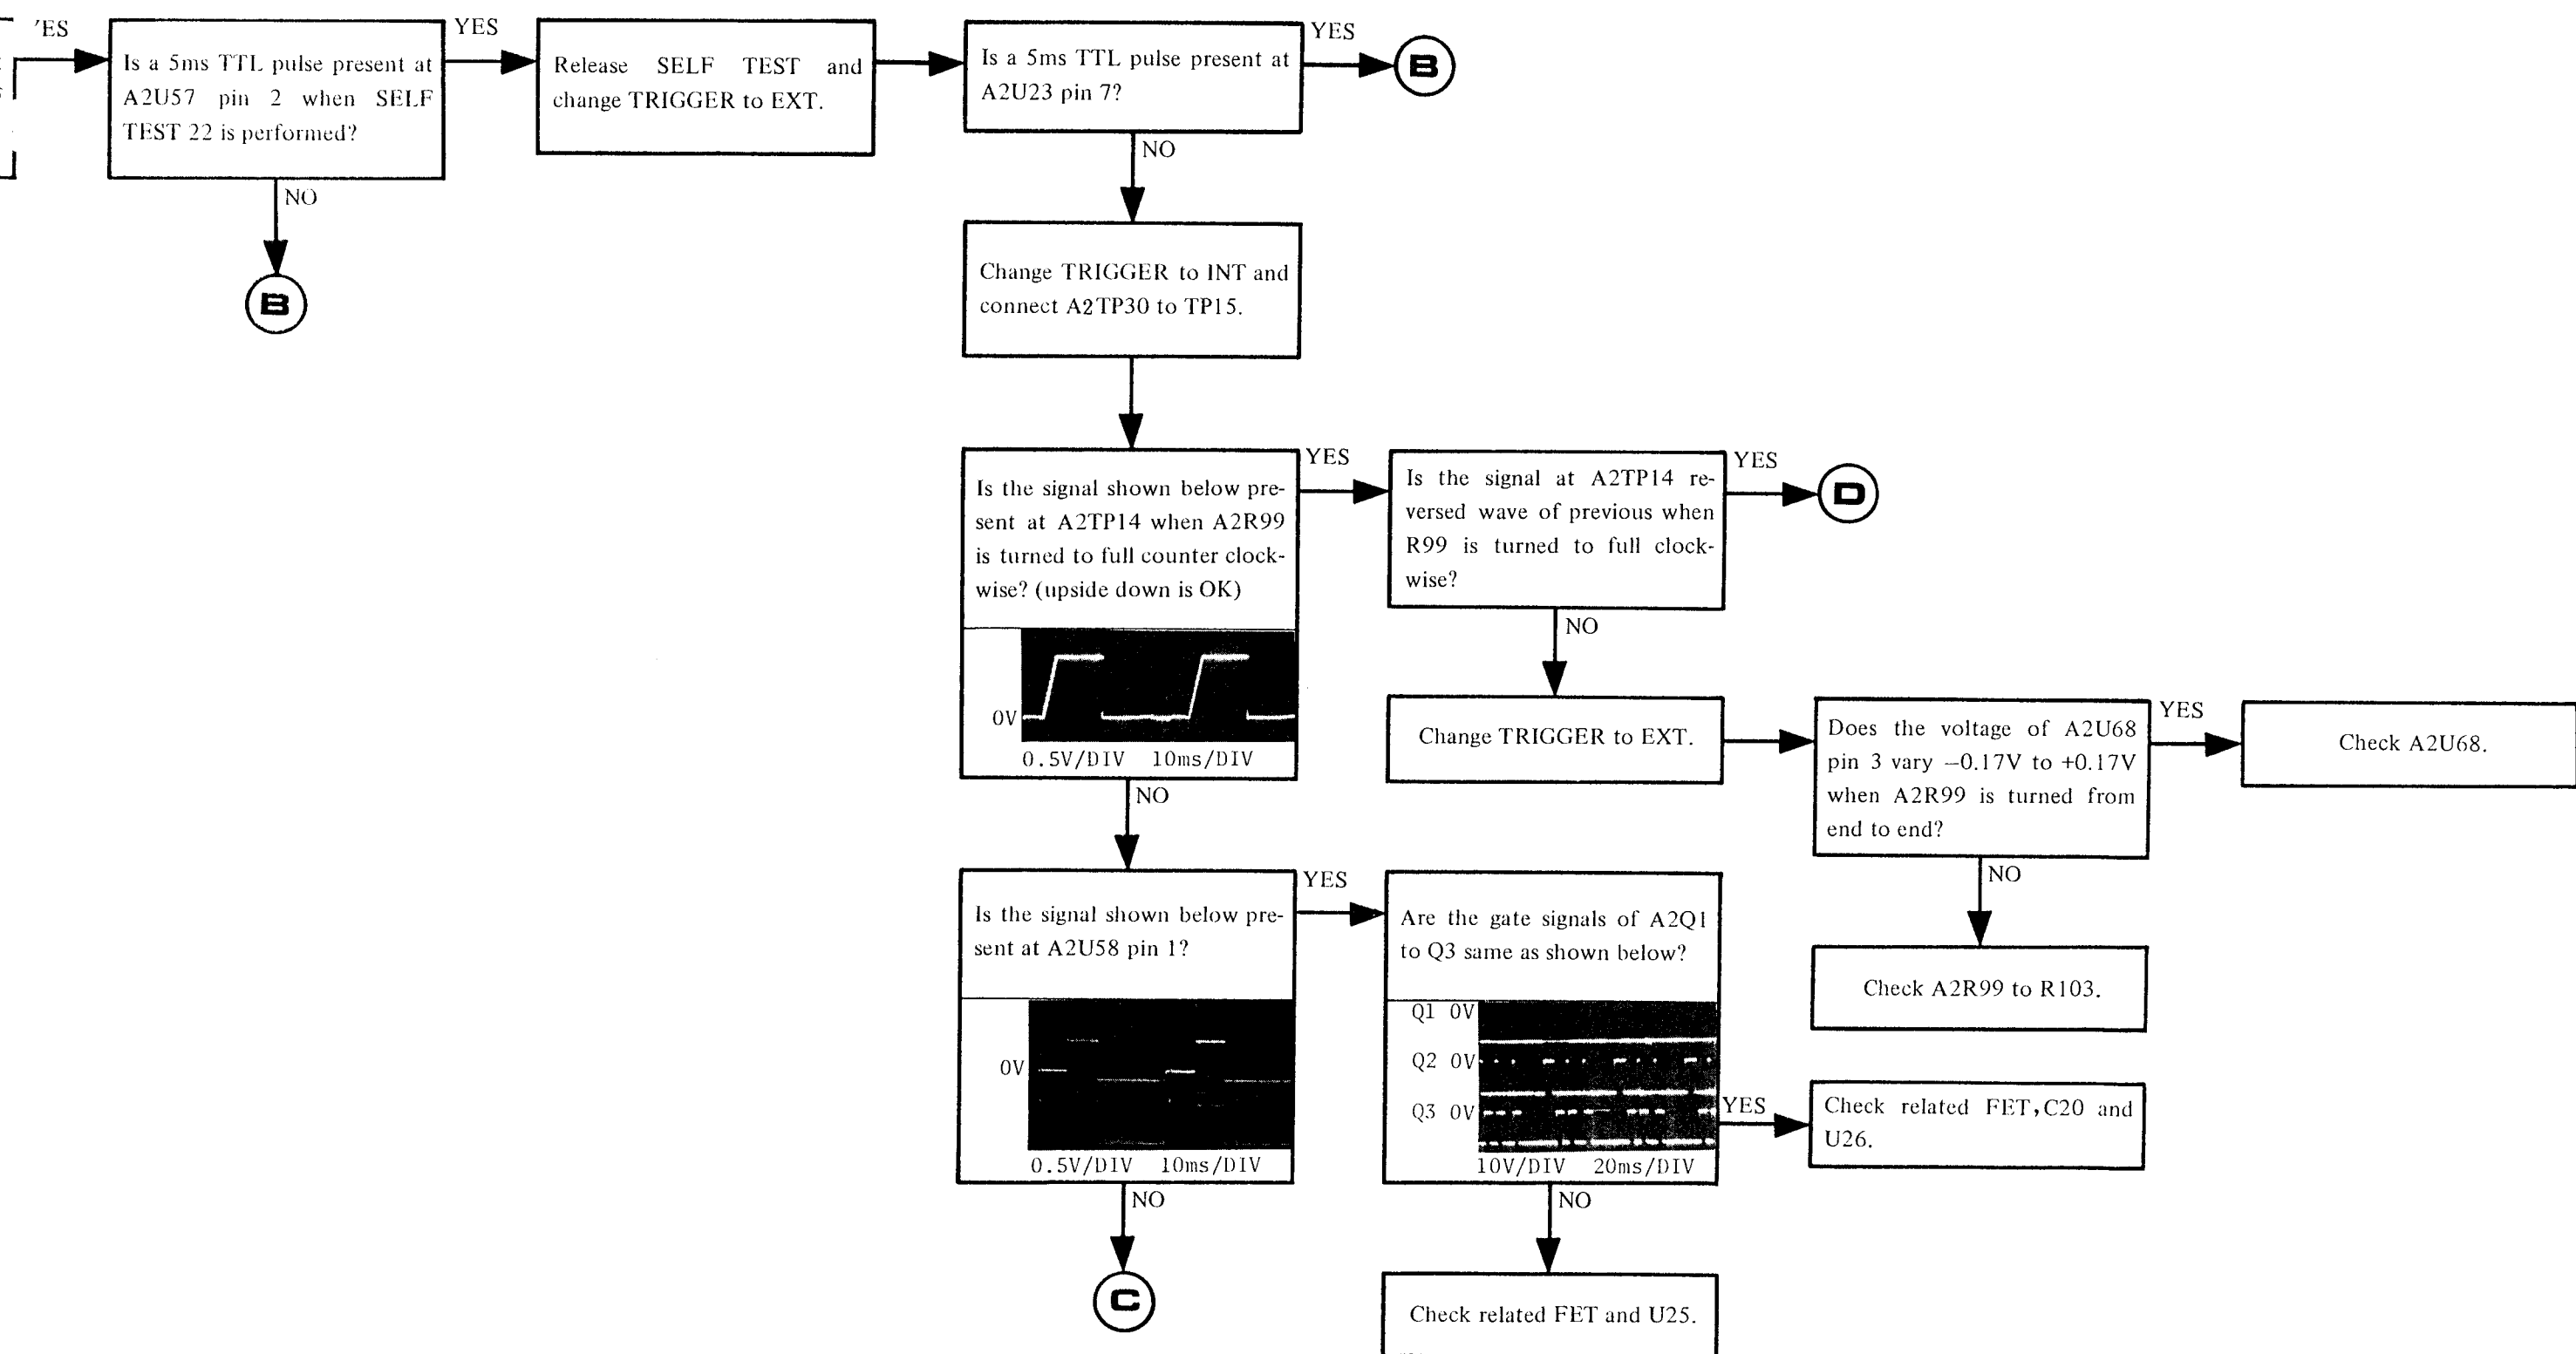 'ES
Is a 5ms TTL pulse present at
A2U57 pin 2 when SELF
TEST 22 is performed?
YES
NO
B
Release SELF TEST and
change TRIGGER to EXT.
Is a 5ms TTL pulse present at
A2U23 pin 7?
YES
B
NO
Change TRIGGER to INT and
connect A2TP30 to TP15.
Is the signal shown below pre-
sent at A2TP14 when A2R99
is turned to full counter clock-
wise? (upside down is OK)
0V
0.5V/DIV 10ms/DIV
YES
NO
Is the signal at A2TP14 re-
versed wave of previous when
R99 is turned to full clock-
wise?
YES
D
NO
Change TRIGGER to EXT.
Does the voltage of A2U68
pin 3 vary −0.17V to +0.17V
when A2R99 is turned from
end to end?
YES
Check A2U68.
NO
Check A2R99 to R103.
Is the signal shown below pre-
sent at A2U58 pin 1?
0V
0.5V/DIV 10ms/DIV
YES
NO
C
Are the gate signals of A2Q1
to Q3 same as shown below?
Q1 0V
Q2 0V
Q3 0V
10V/DIV 20ms/DIV
YES
Check related FET,C20 and
U26.
NO
Check related FET and U25.